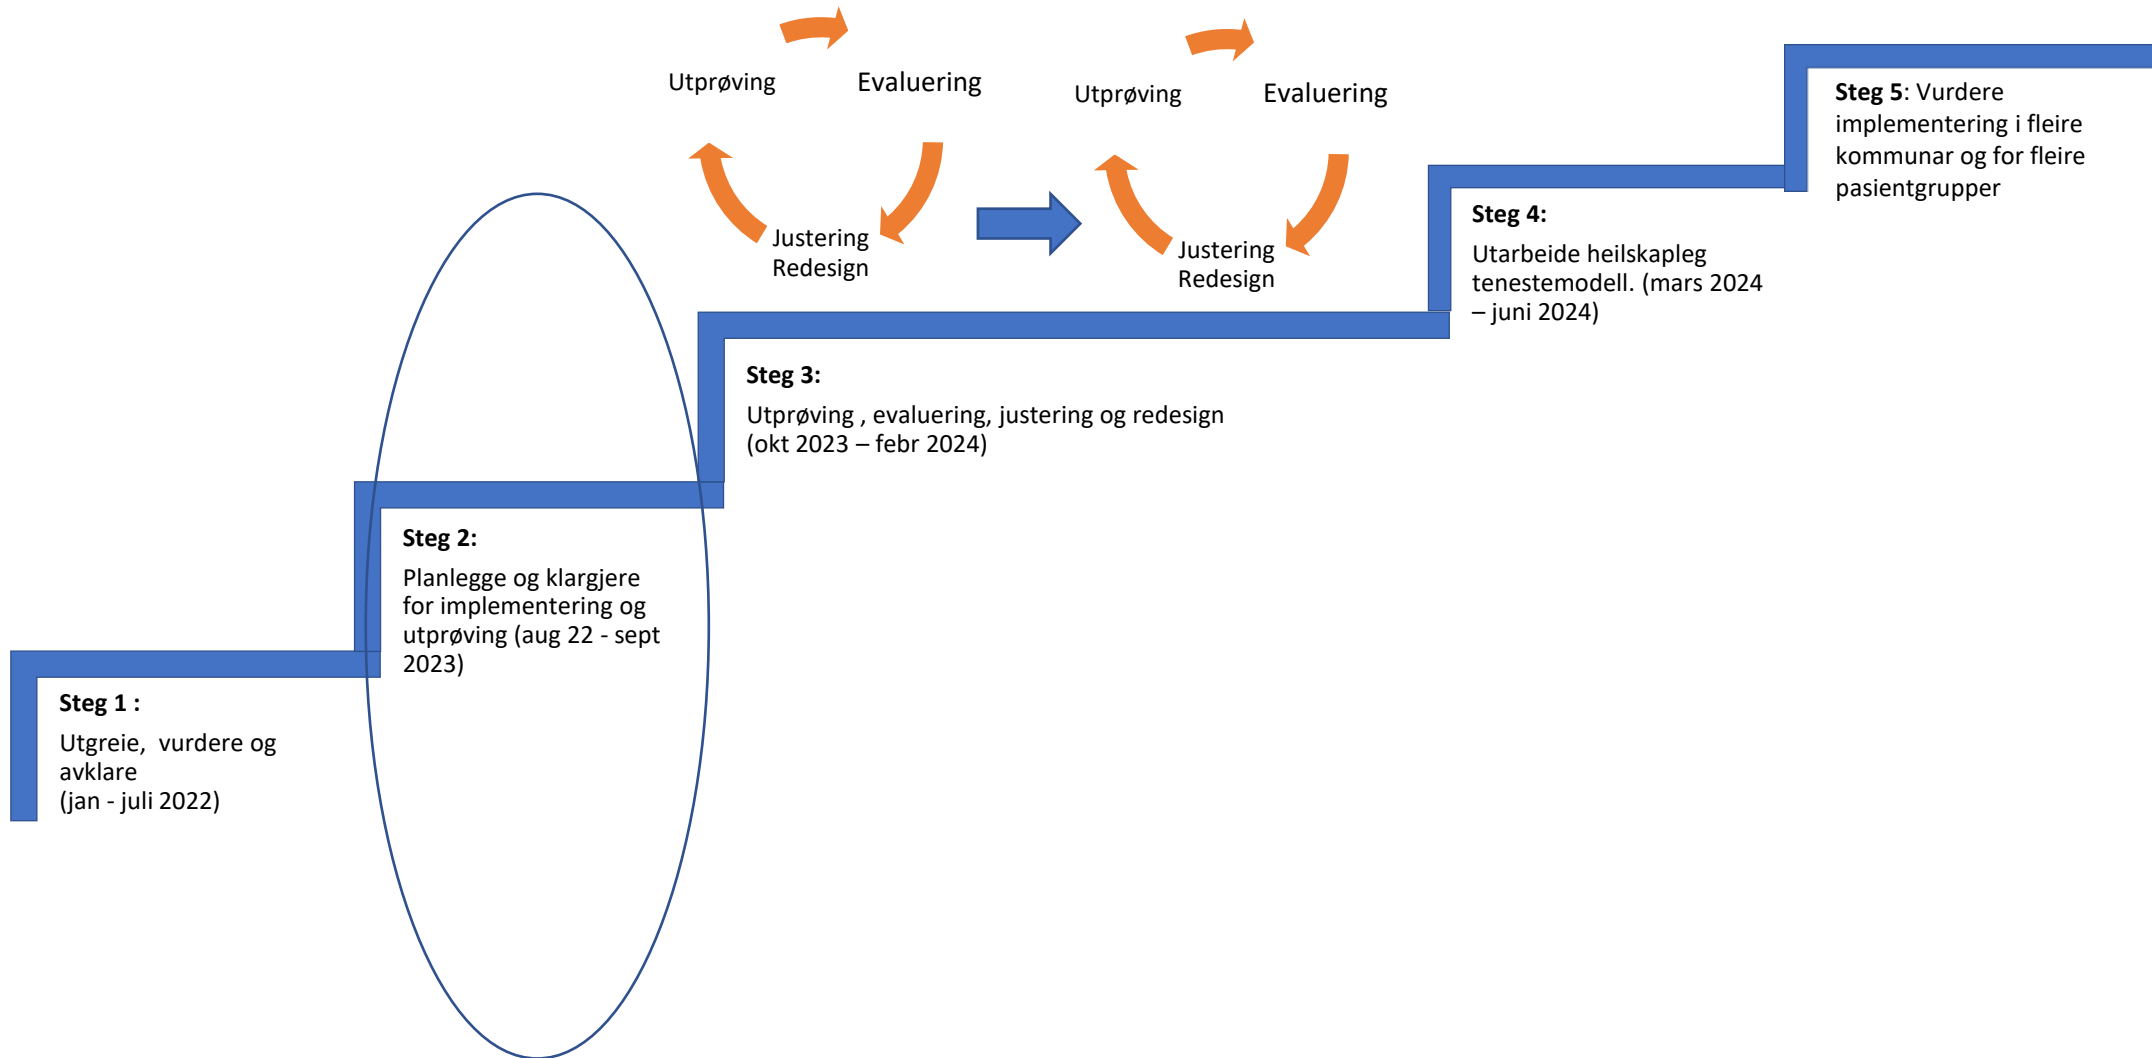 Utprøving
Evaluering
Justering
Redesign
Utprøving
Evaluering
Justering
Redesign
Steg 5: Vurdere
implementering i fleire
kommunar og for fleire
pasientgrupper
Steg 4:
Utarbeide heilskapleg
tenestemodell. (mars 2024
– juni 2024)
Steg 3:
Utprøving , evaluering, justering og redesign
(okt 2023 – febr 2024)
Steg 2:
Planlegge og klargjere
for implementering og
utprøving (aug 22 - sept
2023)
Steg 1 :
Utgreie,  vurdere og
avklare
(jan - juli 2022)